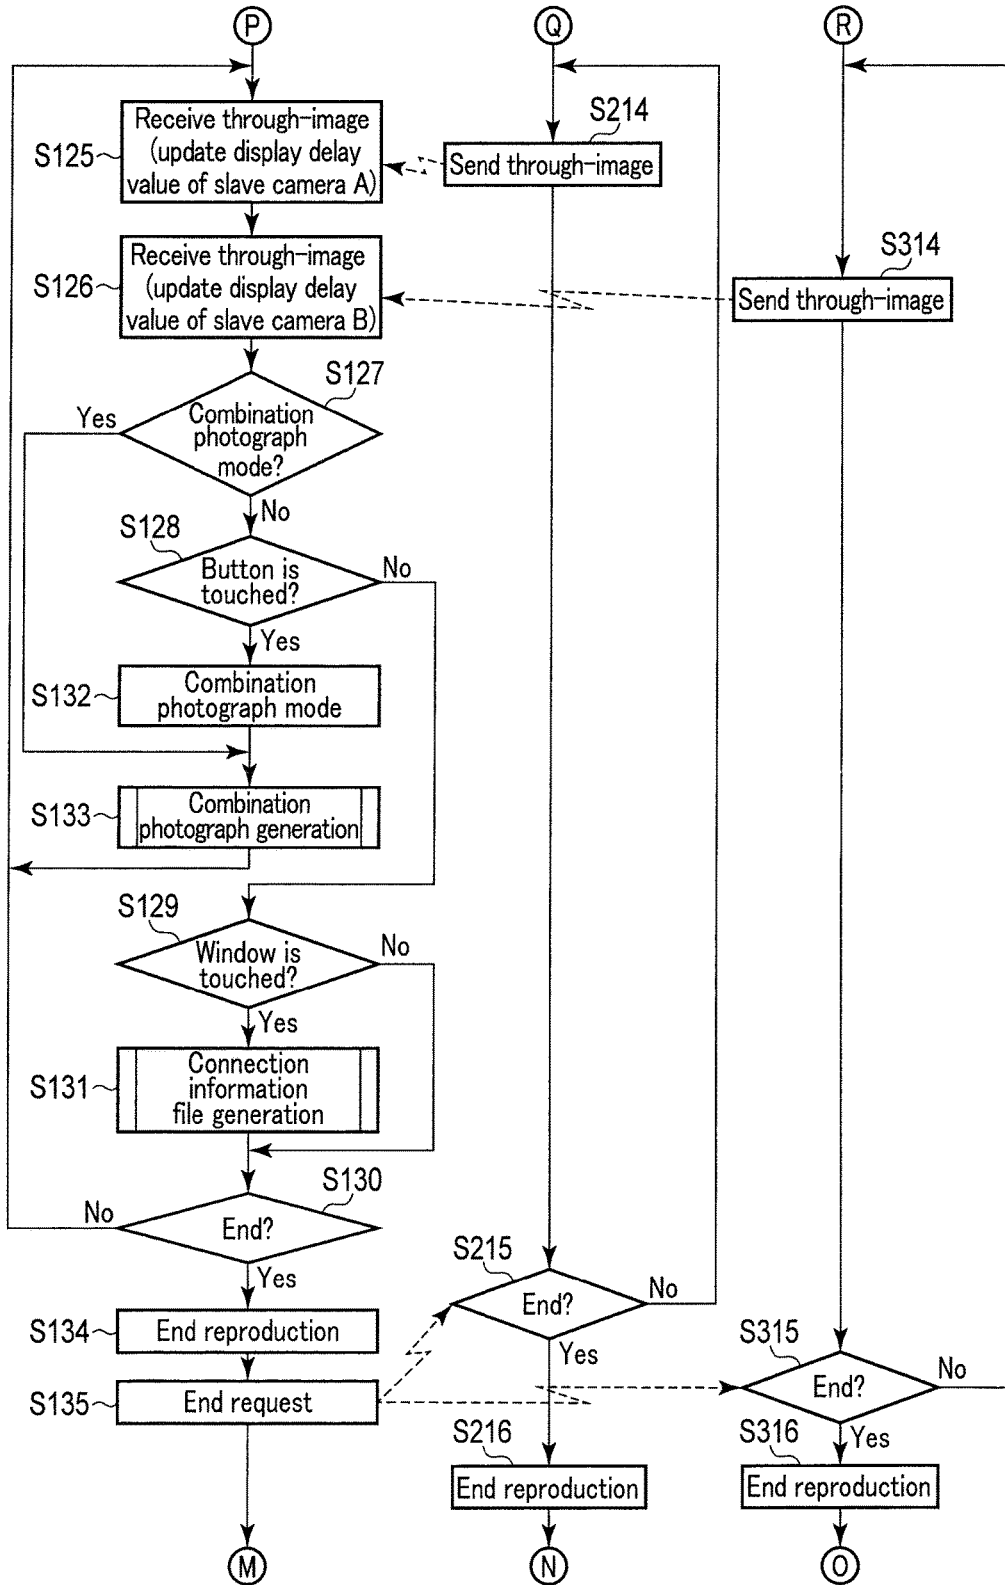 P
Q
R
Receive through-image
(update display delay
value of slave camera A)
S125
S214
Send through-image
Receive through-image
(update display delay
value of slave camera B)
S126
S314
Send through-image
S127
Yes
Combination
photograph
mode?
No
S128
Button is
touched?
No
Yes
S132
Combination
photograph mode
S133
Combination
photograph generation
S129
Window is
touched?
No
Yes
S131
Connection
information
file generation
S130
No
End?
Yes
S215
End?
No
Yes
S134
End reproduction
S315
End?
No
Yes
S135
End request
S216
End reproduction
S316
End reproduction
M
N
O